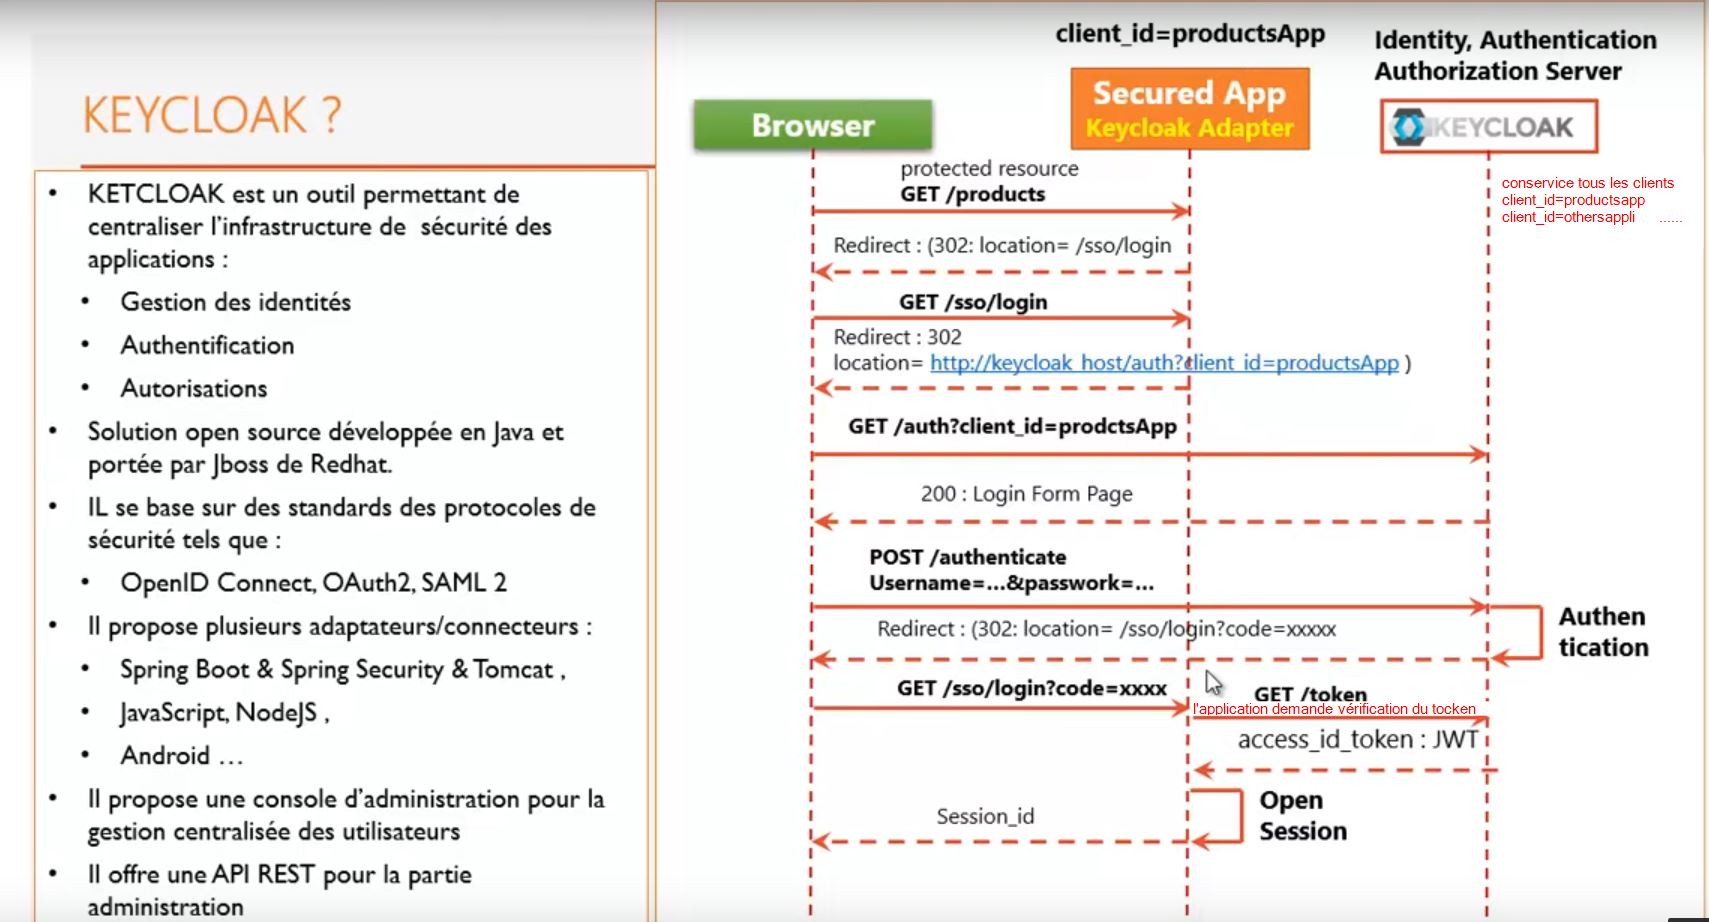 KEYCLOAK ?
• KETCLOAK est un outil permettant de
centraliser l'infrastructure de sécurité des
applications :
• Gestion des identités
• Authentification
• Autorisations
• Solution open source développée en Java et
portée par Jboss de Redhat.
• IL se base sur des standards des protocoles de
sécurité tels que :
• OpenID Connect, OAuth2, SAML 2
• Il propose plusieurs adaptateurs/connecteurs :
• Spring Boot & Spring Security & Tomcat ,
• JavaScript, NodeJS ,
• Android …
• Il propose une console d'administration pour la
gestion centralisée des utilisateurs
• Il offre une API REST pour la partie
administration
client_id=productsApp
Identity, Authentication
Authorization Server
Browser
Secured App
Keycloak Adapter
KEYCLOAK
conservice tous les clients
client_id=productsapp
client_id=othersappli ......
protected resource
GET /products
Redirect : (302: location= /sso/login
GET /sso/login
Redirect : 302
location= http://keycloak_host/auth?client_id=productsApp )
GET /auth?client_id=prodctsApp
200 : Login Form Page
POST /authenticate
Username=...&passwork=...
Authen
tication
Redirect : (302: location= /sso/login?code=xxxxx
GET /sso/login?code=xxxx
GET /token
l'application demande vérification du tocken
access_id_token : JWT
Open
Session
Session_id